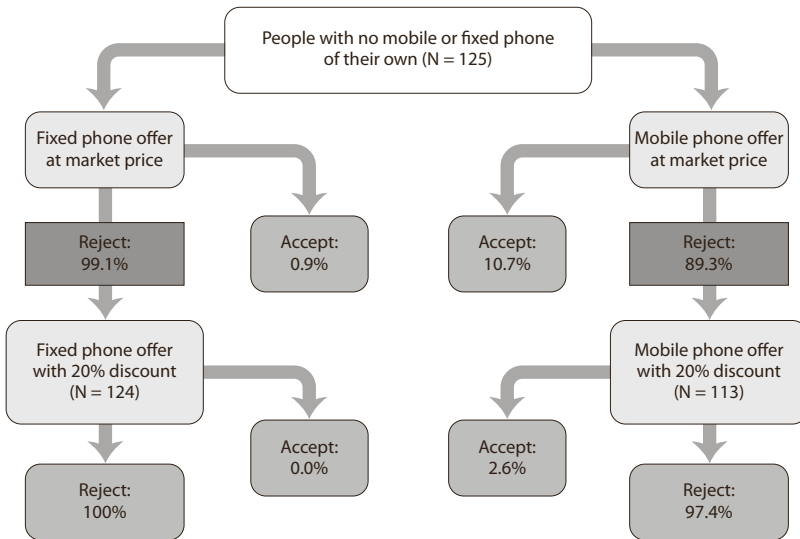 People with no mobile or fixed phone
of their own (N = 125)
Fixed phone offer
at market price
Mobile phone offer
at market price
Reject:
99.1%
Accept:
0.9%
Accept:
10.7%
Reject:
89.3%
Fixed phone offer
with 20% discount
(N = 124)
Mobile phone offer
with 20% discount
(N = 113)
Accept:
0.0%
Accept:
2.6%
Reject:
100%
Reject:
97.4%